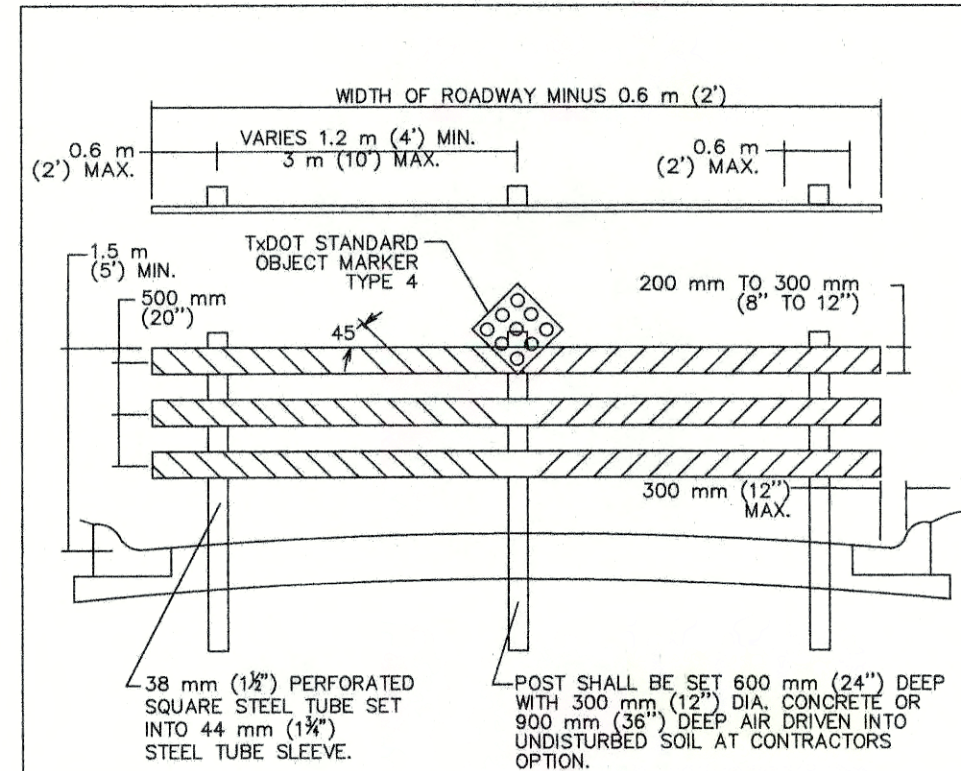 WIDTH OF ROADWAY MINUS 0.6 m (2')
VARIES 1.2 m (4') MIN.
3 m (10') MAX.
0.6 m
(2') MAX.
0.6 m
(2') MAX.
1.5 m
(5') MIN.
500 mm
(20")
TxDOT STANDARD
OBJECT MARKER
TYPE 4
45°
200 mm TO 300 mm
(8" TO 12")
300 mm (12")
MAX.
38 mm (1½") PERFORATED
SQUARE STEEL TUBE SET
INTO 44 mm (1¾")
STEEL TUBE SLEEVE.
POST SHALL BE SET 600 mm (24") DEEP
WITH 300 mm (12") DIA. CONCRETE OR
900 mm (36") DEEP AIR DRIVEN INTO
UNDISTURBED SOIL AT CONTRACTORS
OPTION.